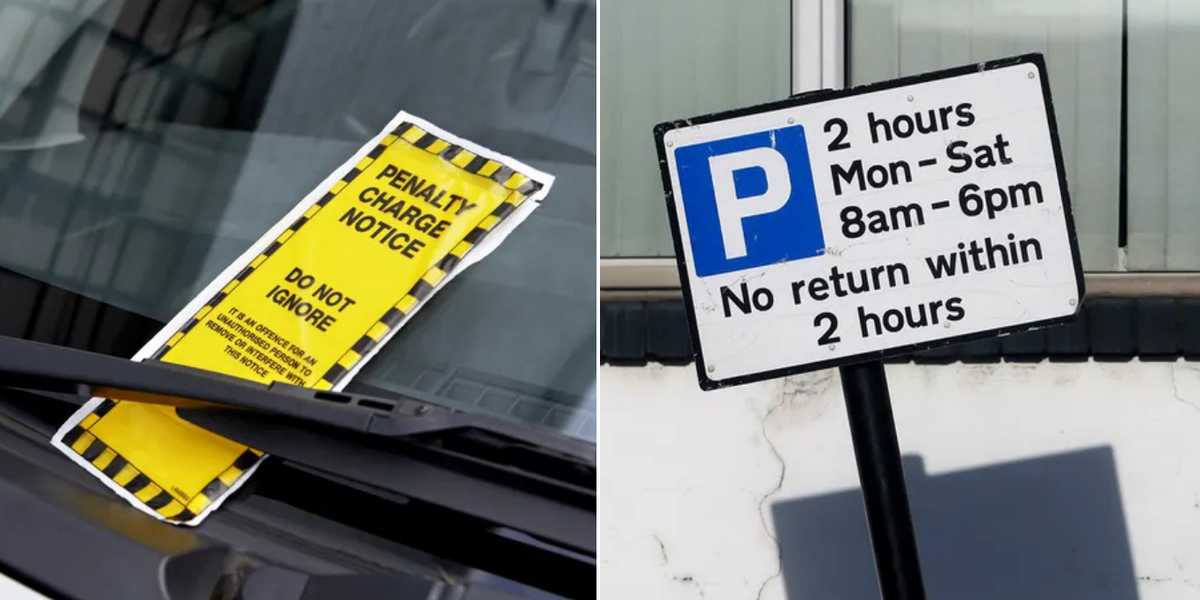 PENALTY
CHARGE
NOTICE
DO NOT
IGNORE
IT IS AN OFFENCE FOR AN
UNAUTHORISED PERSON TO
REMOVE OR INTERFERE WITH
THIS NOTICE
P
2 hours
Mon – Sat
8am – 6pm
No return within
2 hours